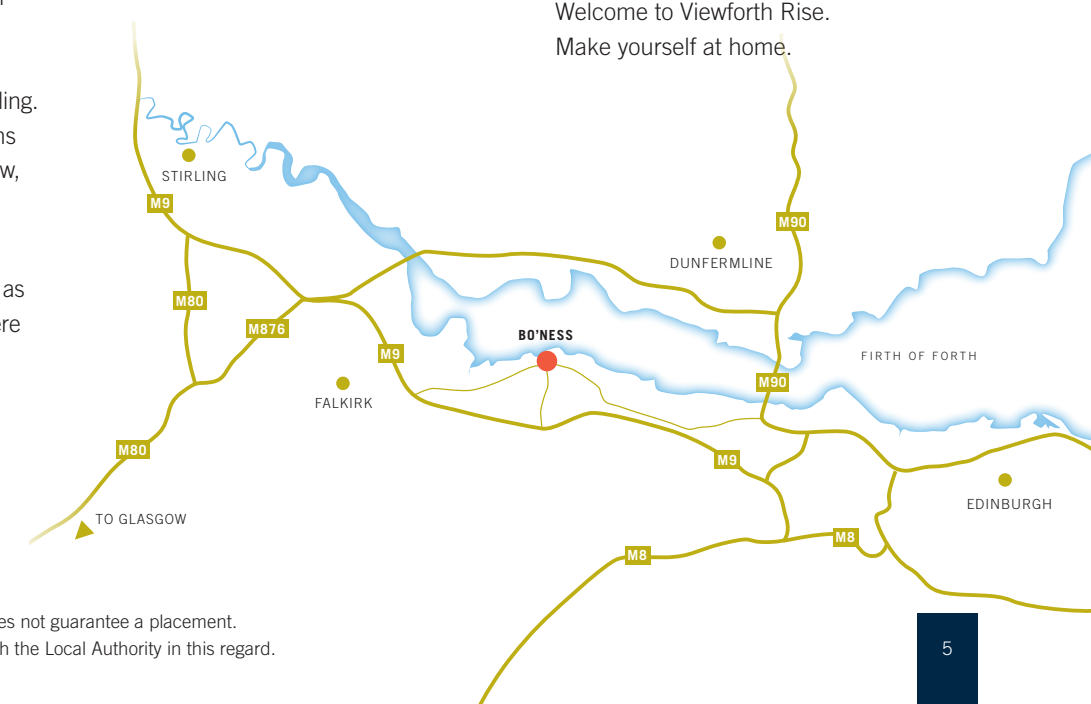 Welcome to Viewforth Rise.
Make yourself at home.
ling.
as
STIRLING
M9
M90
DUNFERMLINE
M80
M876
BO'NESS
M9
FIRTH OF FORTH
M90
FALKIRK
M80
M9
EDINBURGH
TO GLASGOW
M8
M8
es not guarantee a placement.
h the Local Authority in this regard.
5